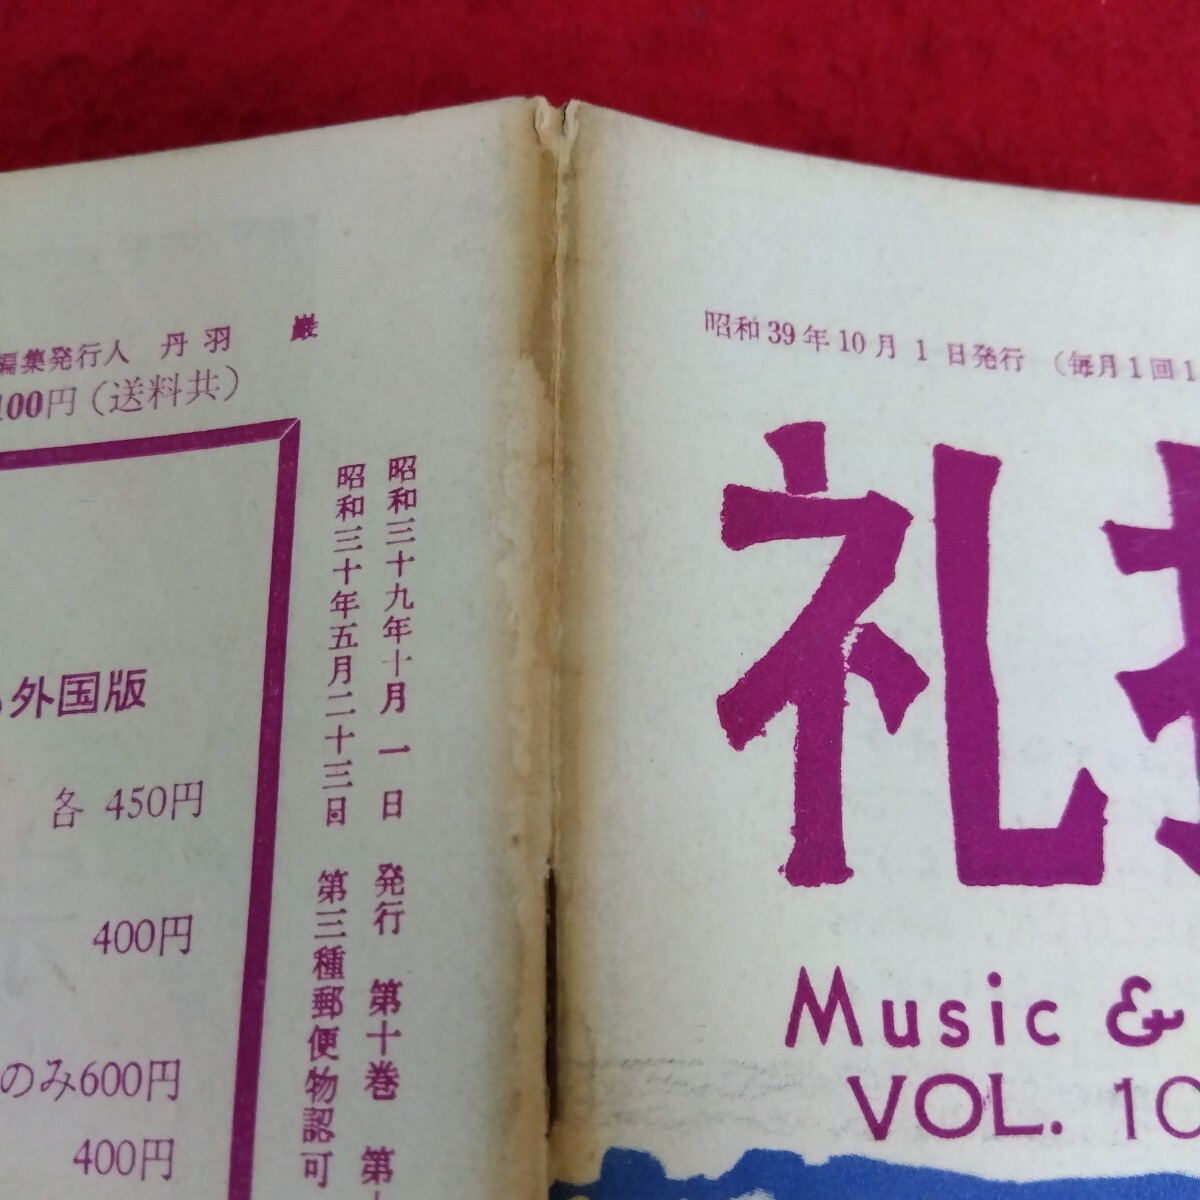 編集発行人 丹羽 巌
100円(送料共)
外国版
各 450円
400円
のみ600円
400円
昭和三十九年十月一日 発行 第十巻 第
昭和三十年五月二十三日 第三種郵便物認可
昭和39年10月1日発行 (毎月1回1
礼
Music &
VOL. 10